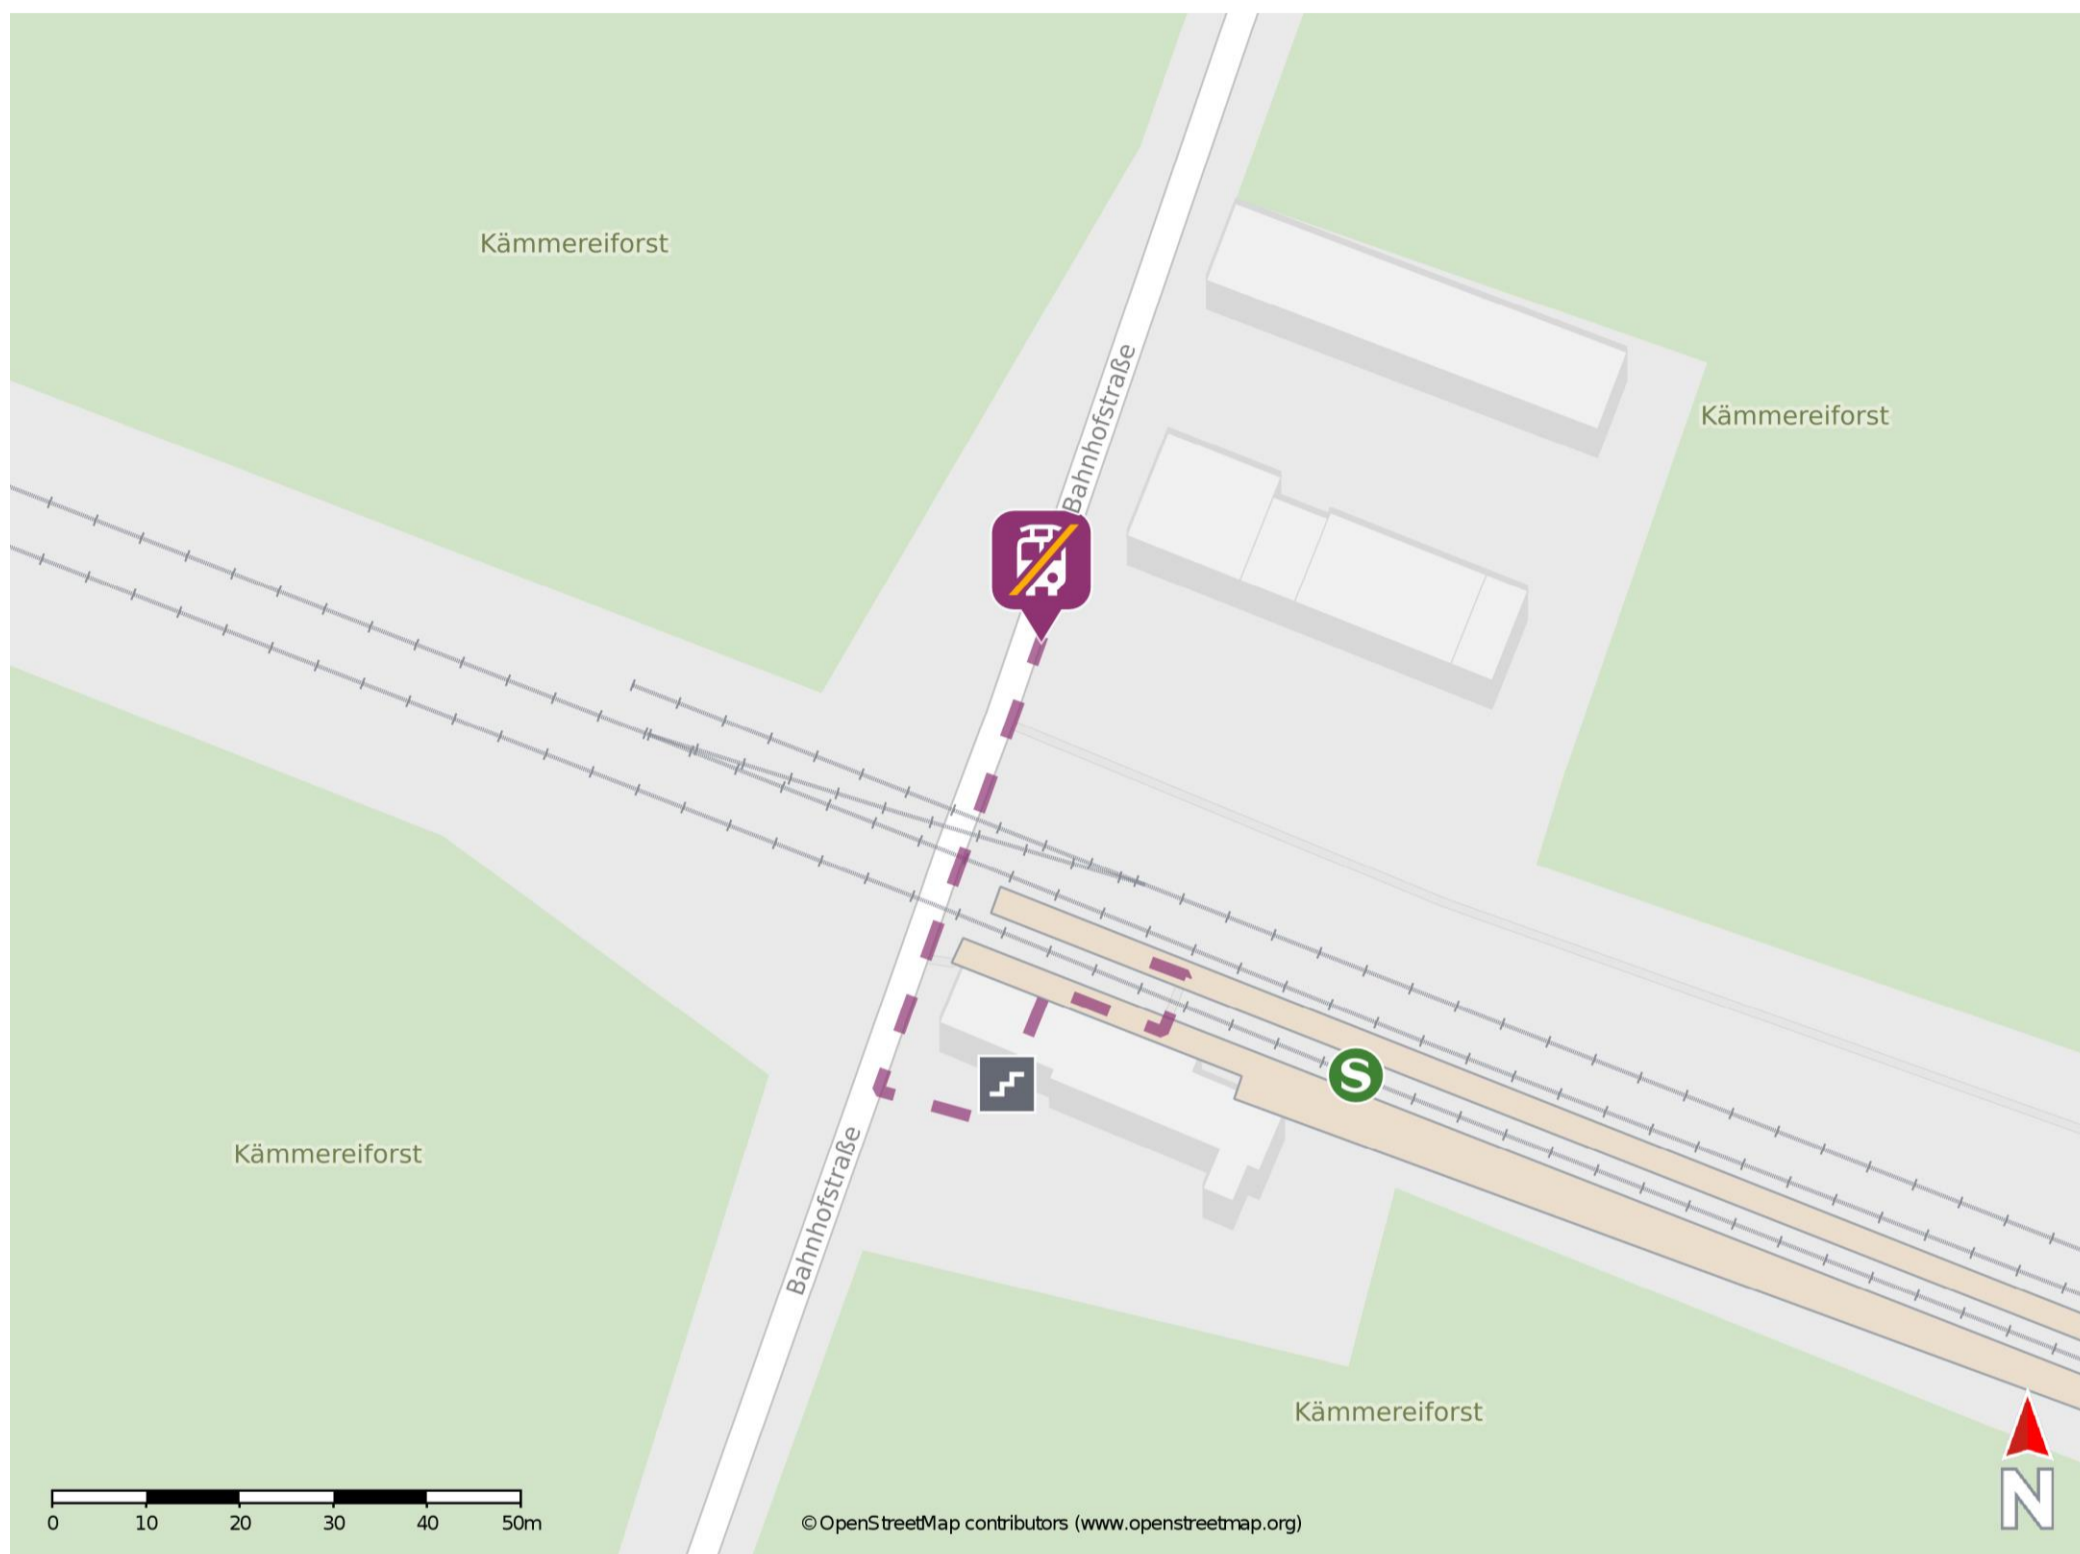 Kämmereiforst
Bahnhofstraße
Kämmereiforst
S
Kämmereiforst
Bahnhofstraße
Kämmereiforst
N
0 10 20 30 40 50m
© OpenStreetMap contributors (www.openstreetmap.org)